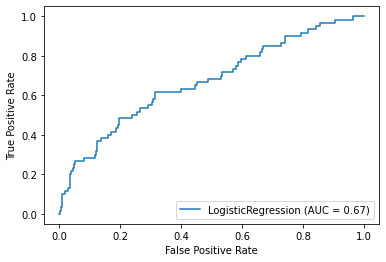 1.0
0.8
0.6
0.4
0.2
0.0
True Positive Rate
LogisticRegression (AUC = 0.67)
0.0 0.2 0.4 0.6 0.8 1.0
False Positive Rate